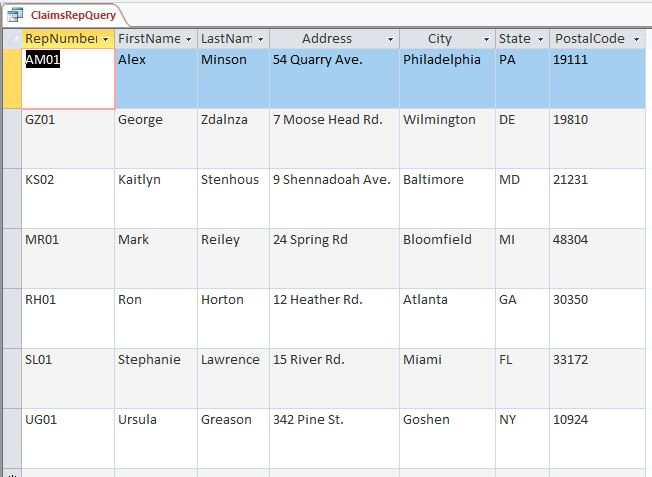 ClaimsRepQuery
RepNumber FirstName LastNam Address City State PostalCode
AM01 Alex Minson 54 Quarry Ave. Philadelphia PA 19111
GZ01 George Zdalnza 7 Moose Head Rd. Wilmington DE 19810
KS02 Kaitlyn Stenhous 9 Shennadoah Ave. Baltimore MD 21231
MR01 Mark Reiley 24 Spring Rd Bloomfield MI 48304
RH01 Ron Horton 12 Heather Rd. Atlanta GA 30350
SL01 Stephanie Lawrence 15 River Rd. Miami FL 33172
UG01 Ursula Greason 342 Pine St. Goshen NY 10924